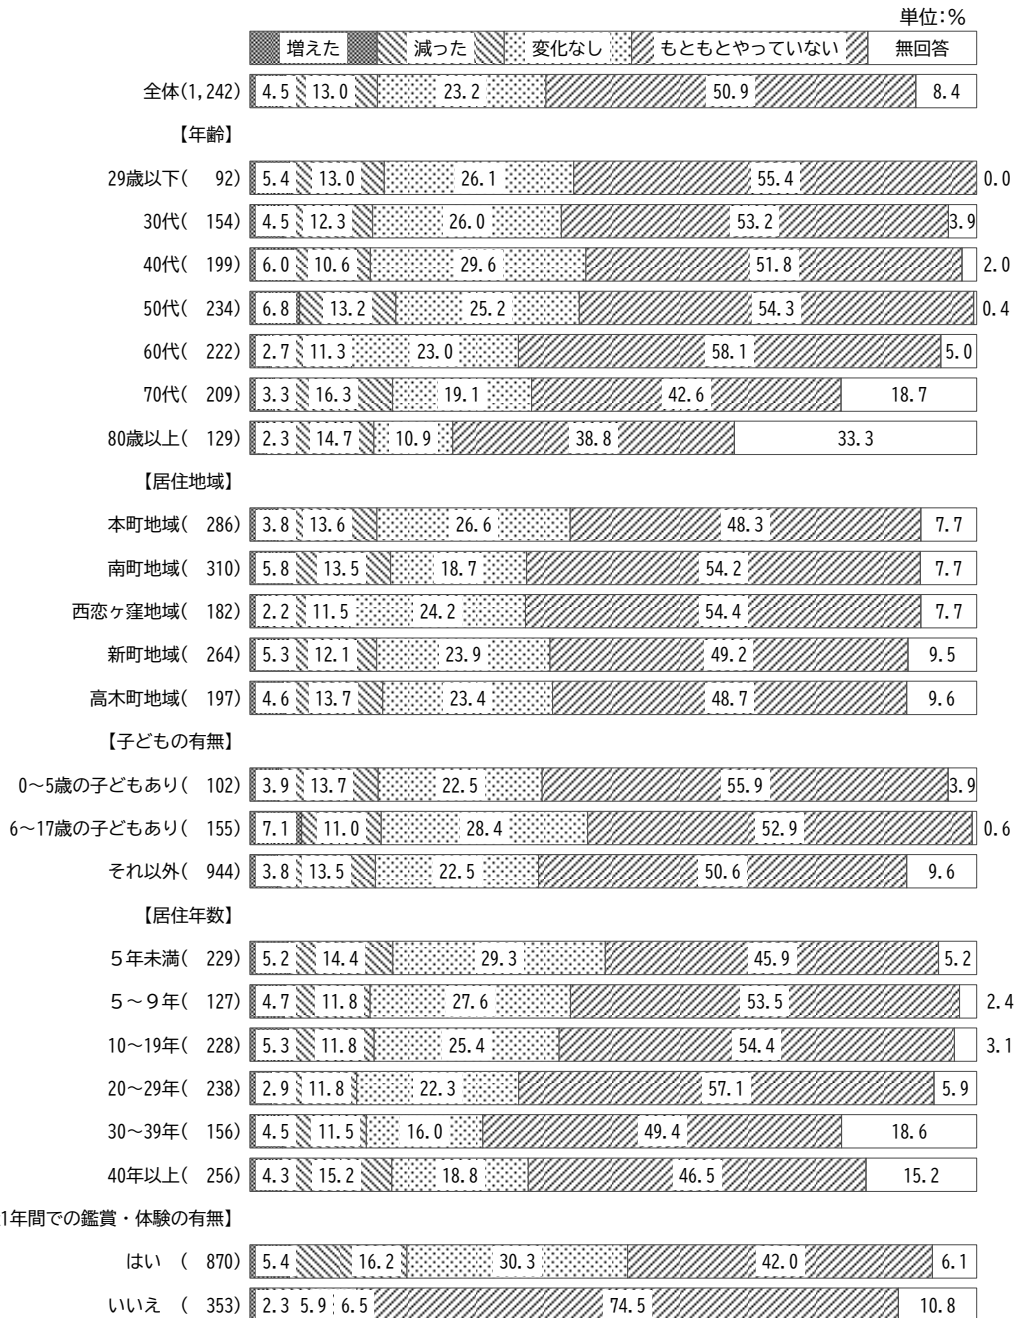 単位：％
増えた 減った 変化なし もともとやっていない 無回答
全体(1,242) 4.5 13.0 23.2 50.9 8.4
【年齢】
29歳以下( 92) 5.4 13.0 26.1 55.4 0.0
30代( 154) 4.5 12.3 26.0 53.2 3.9
40代( 199) 6.0 10.6 29.6 51.8 2.0
50代( 234) 6.8 13.2 25.2 54.3 0.4
60代( 222) 2.7 11.3 23.0 58.1 5.0
70代( 209) 3.3 16.3 19.1 42.6 18.7
80歳以上( 129) 2.3 14.7 10.9 38.8 33.3
【居住地域】
本町地域( 286) 3.8 13.6 26.6 48.3 7.7
南町地域( 310) 5.8 13.5 18.7 54.2 7.7
西恋ヶ窪地域( 182) 2.2 11.5 24.2 54.4 7.7
新町地域( 264) 5.3 12.1 23.9 49.2 9.5
高木町地域( 197) 4.6 13.7 23.4 48.7 9.6
【子どもの有無】
0～5歳の子どもあり( 102) 3.9 13.7 22.5 55.9 3.9
6～17歳の子どもあり( 155) 7.1 11.0 28.4 52.9 0.6
それ以外( 944) 3.8 13.5 22.5 50.6 9.6
【居住年数】
５年未満( 229) 5.2 14.4 29.3 45.9 5.2
５～９年( 127) 4.7 11.8 27.6 53.5 2.4
10～19年( 228) 5.3 11.8 25.4 54.4 3.1
20～29年( 238) 2.9 11.8 22.3 57.1 5.9
30～39年( 156) 4.5 11.5 16.0 49.4 18.6
40年以上( 256) 4.3 15.2 18.8 46.5 15.2
1年間での鑑賞・体験の有無】
はい ( 870) 5.4 16.2 30.3 42.0 6.1
いいえ ( 353) 2.3 5.9 6.5 74.5 10.8